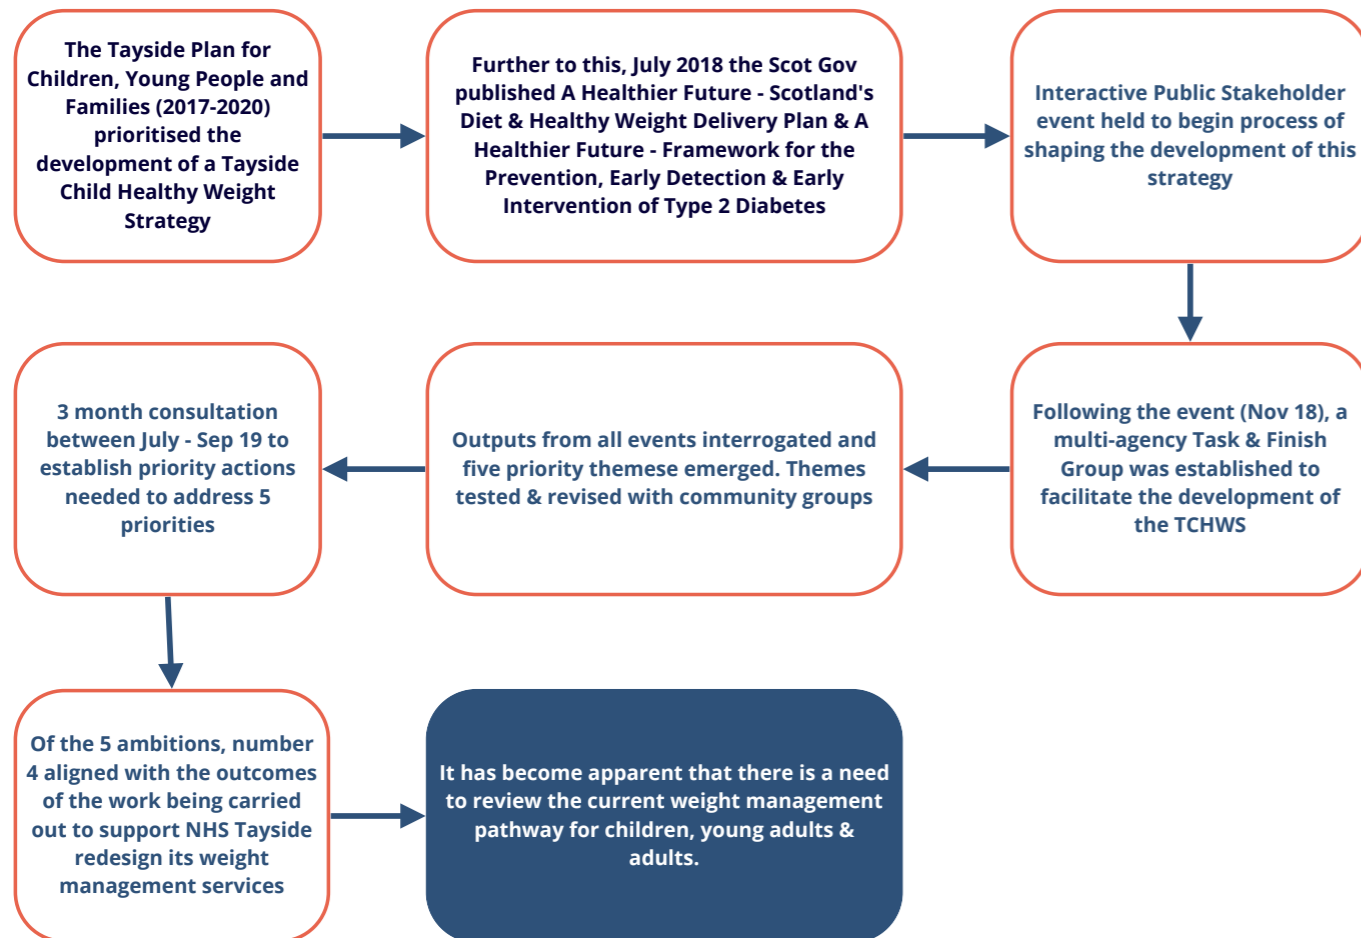 The Tayside Plan for
Children, Young People and
Families (2017-2020)
prioritised the
development of a Tayside
Child Healthy Weight
Strategy
Further to this, July 2018 the Scot Gov
published A Healthier Future - Scotland's
Diet & Healthy Weight Delivery Plan & A
Healthier Future - Framework for the
Prevention, Early Detection & Early
Intervention of Type 2 Diabetes
Interactive Public Stakeholder
event held to begin process of
shaping the development of this
strategy
Following the event (Nov 18), a
multi-agency Task & Finish
Group was established to
facilitate the development of
the TCHWS
Outputs from all events interrogated and
five priority themese emerged. Themes
tested & revised with community groups
3 month consultation
between July - Sep 19 to
establish priority actions
needed to address 5
priorities
Of the 5 ambitions, number
4 aligned with the outcomes
of the work being carried
out to support NHS Tayside
redesign its weight
management services
It has become apparent that there is a need
to review the current weight management
pathway for children, young adults &
adults.